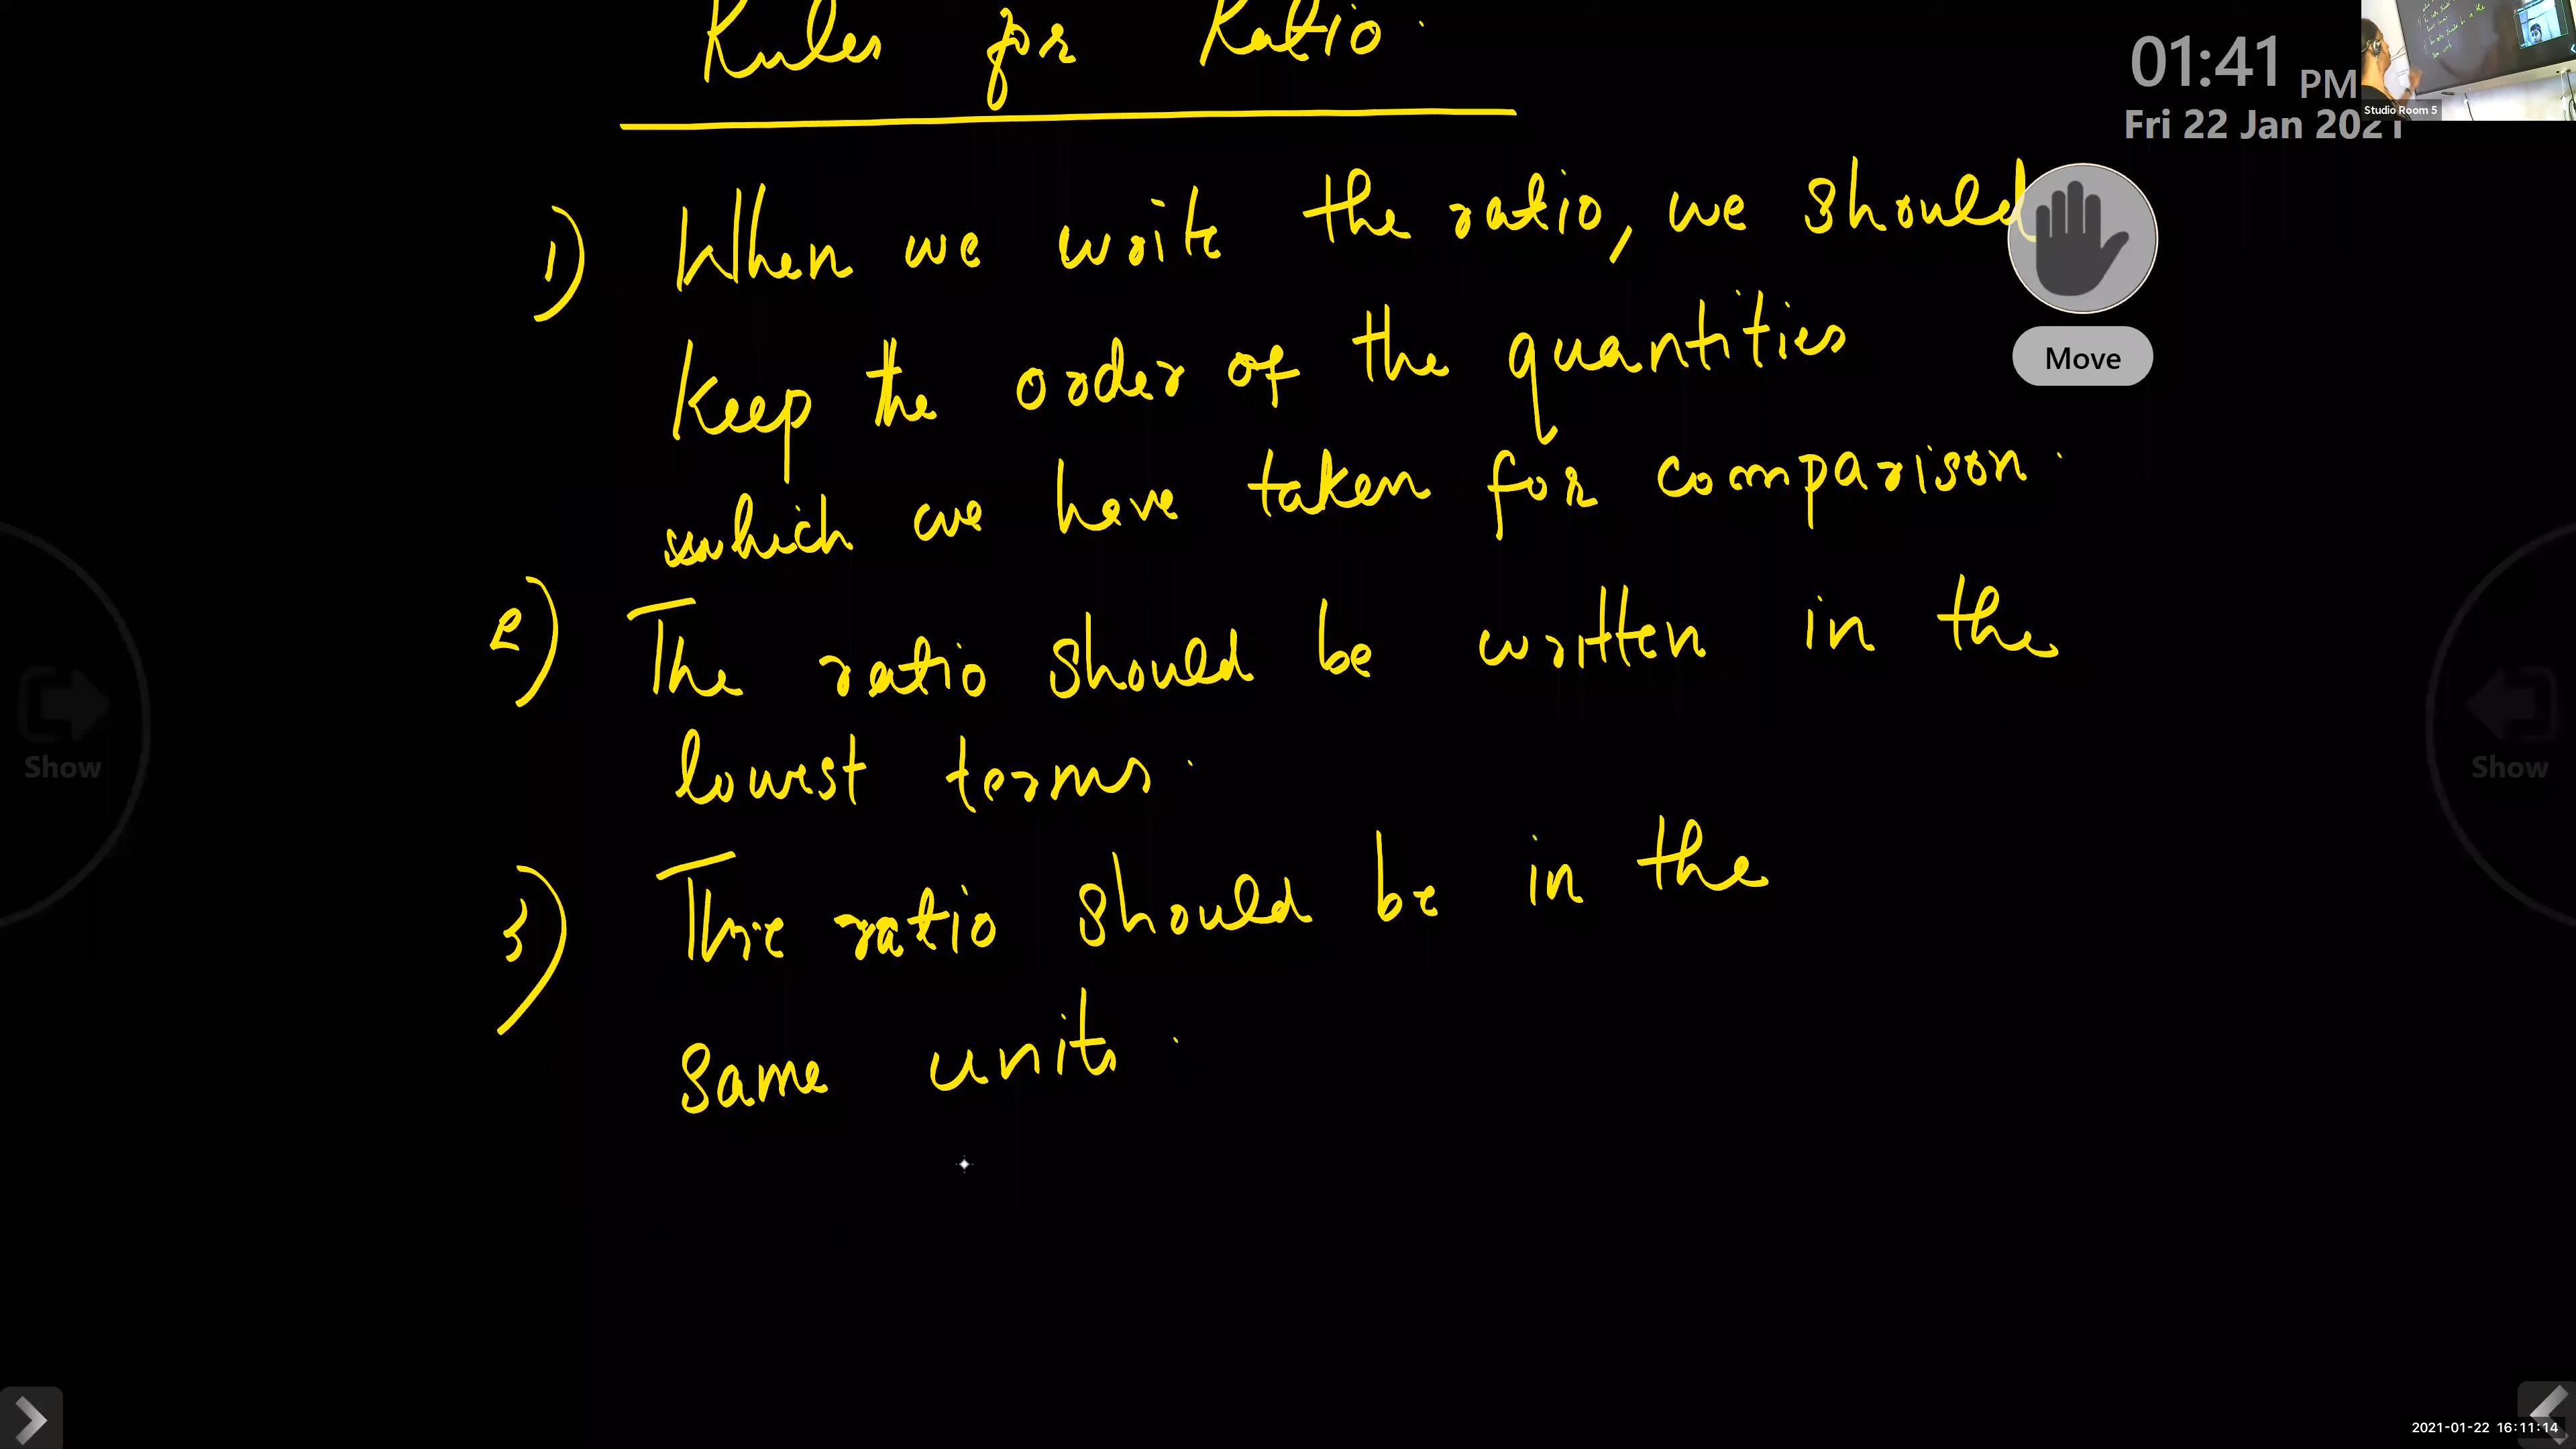 Rules for Ratio.
01:41 PM
Fri 22 Jan 2021
Studio Room 5
1) When we write the ratio, we should
keep the order of the quantities
which we have taken for comparison.
Move
2) The ratio should be written in the
lowest terms.
Show
Show
3) The ratio should be in the
same units.
2021-01-22 16:11:14